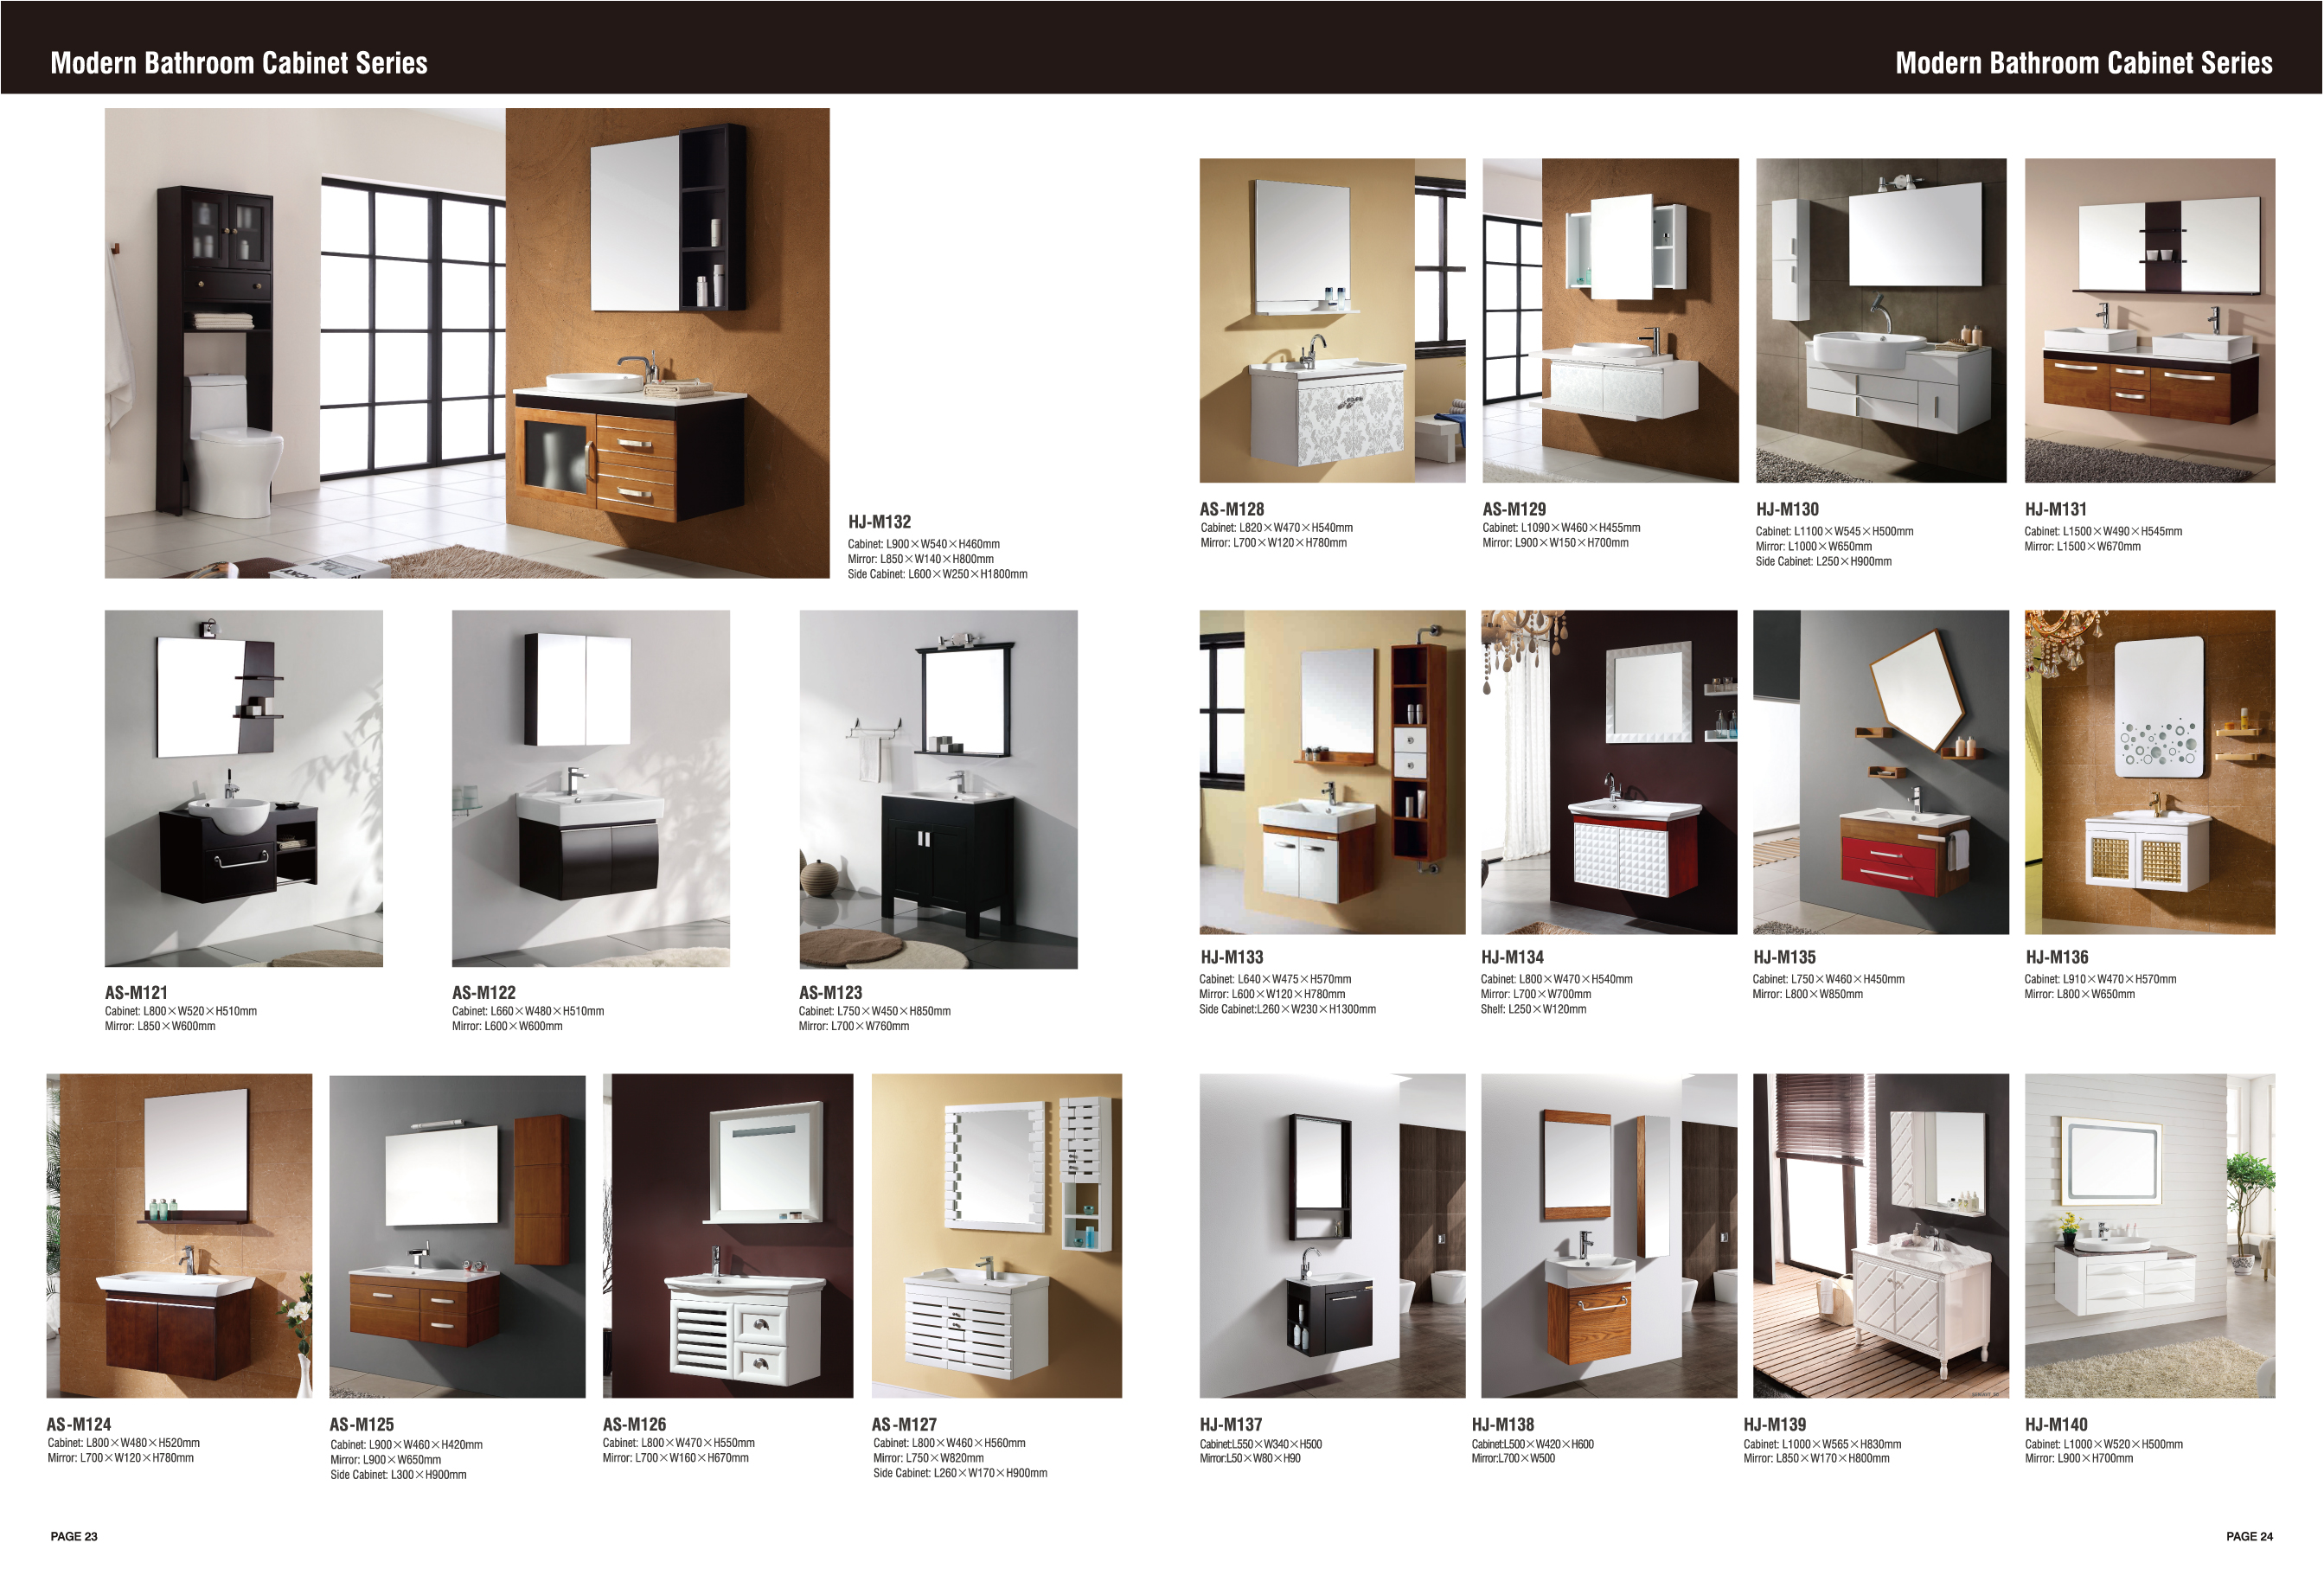 Modern Bathroom Cabinet Series
Modern Bathroom Cabinet Series
HJ-M132
Cabinet: L900×W540×H460mm
Mirror: L850×W140×H800mm
Side Cabinet: L600×W250×H1800mm
AS-M121
Cabinet: L800×W520×H510mm
Mirror: L850×W600mm
AS-M122
Cabinet: L660×W480×H510mm
Mirror: L600×W600mm
AS-M123
Cabinet: L750×W450×H850mm
Mirror: L700×W760mm
AS-M124
Cabinet: L800×W480×H520mm
Mirror: L700×W120×H780mm
AS-M125
Cabinet: L900×W460×H420mm
Mirror: L900×W650mm
Side Cabinet: L300×H900mm
AS-M126
Cabinet: L800×W470×H550mm
Mirror: L700×W160×H670mm
AS-M127
Cabinet: L800×W460×H560mm
Mirror: L750×W820mm
Side Cabinet: L260×W170×H900mm
PAGE 23
AS-M128
Cabinet: L820×W470×H540mm
Mirror: L700×W120×H780mm
AS-M129
Cabinet: L1090×W460×H455mm
Mirror: L900×W150×H700mm
HJ-M130
Cabinet: L1100×W545×H500mm
Mirror: L1000×W650mm
Side Cabinet: L250×H900mm
HJ-M131
Cabinet: L1500×W490×H545mm
Mirror: L1500×W670mm
HJ-M133
Cabinet: L640×W475×H570mm
Mirror: L600×W120×H780mm
Side Cabinet:L260×W230×H1300mm
HJ-M134
Cabinet: L800×W470×H540mm
Mirror: L700×W700mm
Shelf: L250×W120mm
HJ-M135
Cabinet: L750×W460×H450mm
Mirror: L800×W850mm
HJ-M136
Cabinet: L910×W470×H570mm
Mirror: L800×W650mm
HJ-M137
Cabinet:L550×W340×H500
Mirror:L50×W80×H90
HJ-M138
Cabinet:L500×W420×H600
Mirror:L700×W500
HJ-M139
Cabinet: L1000×W565×H830mm
Mirror: L850×W170×H800mm
HJ-M140
Cabinet: L1000×W520×H500mm
Mirror: L900×H700mm
PAGE 24